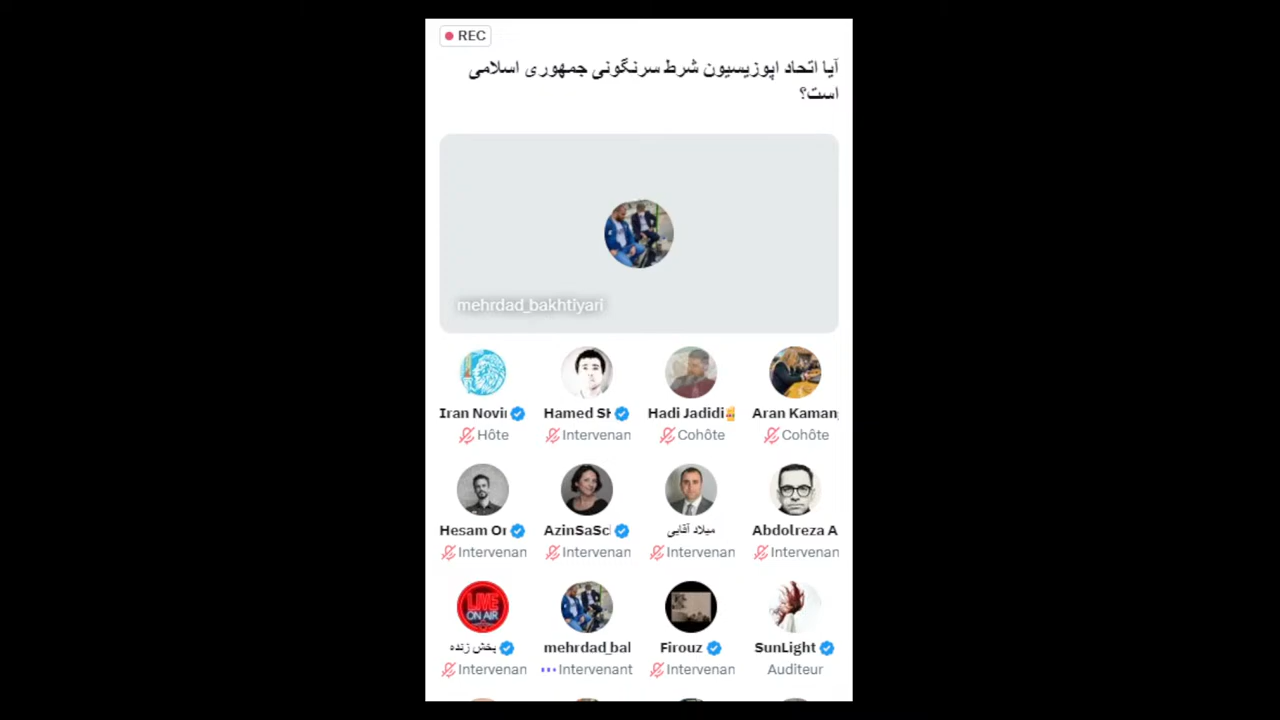 REC
آیا اتحاد اپوزیسیون شرط سرنگونی جمهوری اسلامی
است؟
mehrdad_bakhtiyari
Iran Novin Hamed SH Hadi Jadidi Aran Kaman
Hôte Intervenan Cohôte Cohôte
Hesam Or AzinSaSc میلاد آقایی Abdolreza A
Intervenan Intervenan Intervenan Intervenan
LIVE
ON AIR
پخش زنده mehrdad_bal Firouz SunLight
Intervenan Intervenant Intervenan Auditeur